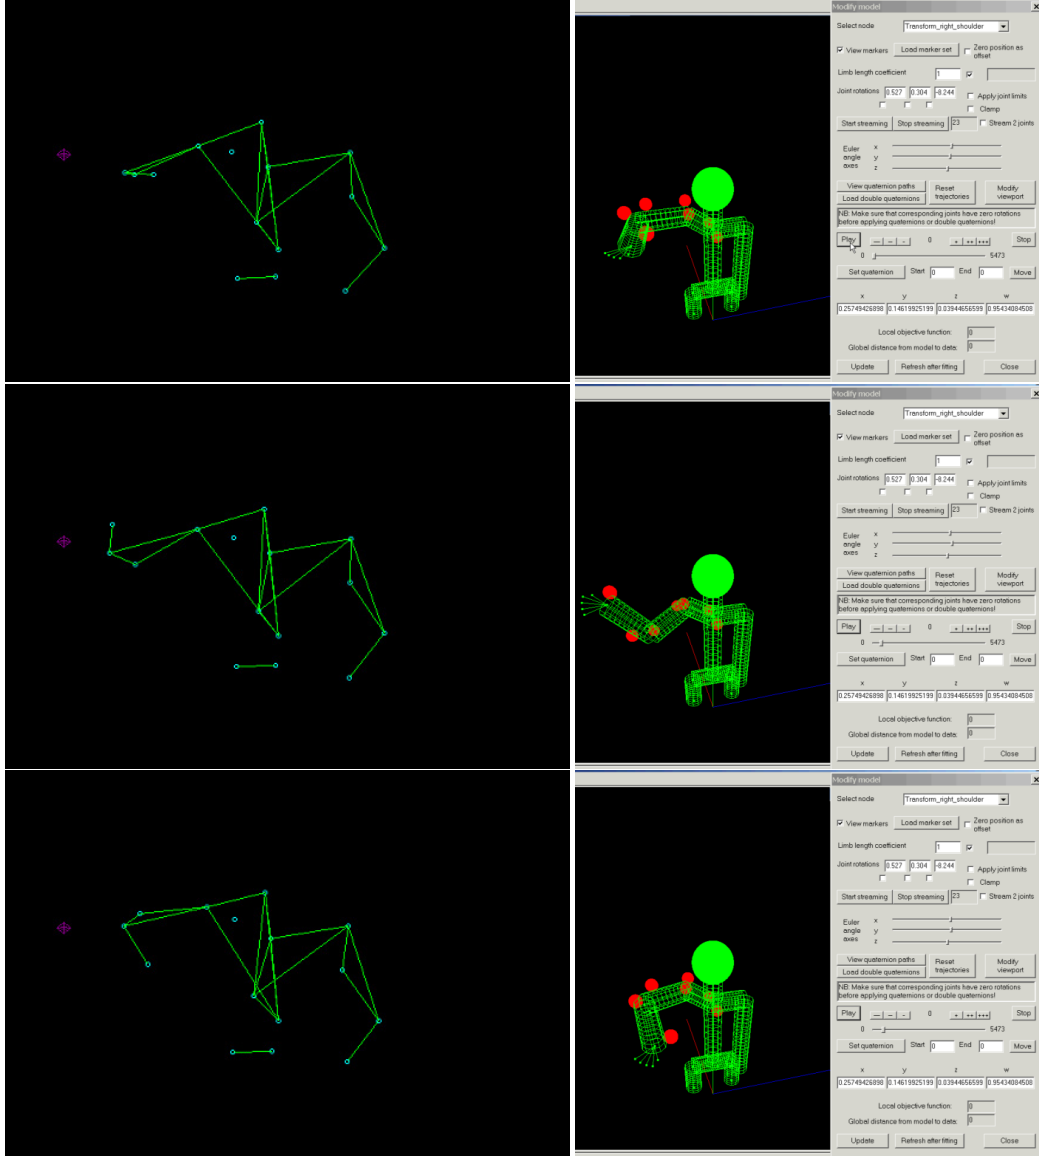 Modify model
Select node Transform_right_shoulder
View markers Load marker set Zero position as
offset
Limb length coefficient 1
Joint rotations 0.527 0.304 -8.244 Apply joint limits
Clamp
Start streaming Stop streaming 23 Stream 2 joints
Euler x
angle y
axes z
View quaternion paths Reset Modify
Load double quaternions trajectories viewport
NB: Make sure that corresponding joints have zero rotations
before applying quaternions or double quaternions!
Play --- -- - 0 + ++ +++ Stop
0 5473
Set quaternion Start 0 End 0 Move
x y z w
0.25749426898 0.14619925199 0.03944656599 0.95434084508
Local objective function: 0
Global distance from model to data: 0
Update Refresh after fitting Close
Modify model
Select node Transform_right_shoulder
View markers Load marker set Zero position as
offset
Limb length coefficient 1
Joint rotations 0.527 0.304 -8.244 Apply joint limits
Clamp
Start streaming Stop streaming 23 Stream 2 joints
Euler x
angle y
axes z
View quaternion paths Reset Modify
Load double quaternions trajectories viewport
NB: Make sure that corresponding joints have zero rotations
before applying quaternions or double quaternions!
Play --- -- - 0 + ++ +++ Stop
0 5473
Set quaternion Start 0 End 0 Move
x y z w
0.25749426898 0.14619925199 0.03944656599 0.95434084508
Local objective function: 0
Global distance from model to data: 0
Update Refresh after fitting Close
Modify model
Select node Transform_right_shoulder
View markers Load marker set Zero position as
offset
Limb length coefficient 1
Joint rotations 0.527 0.304 -8.244 Apply joint limits
Clamp
Start streaming Stop streaming 23 Stream 2 joints
Euler x
angle y
axes z
View quaternion paths Reset Modify
Load double quaternions trajectories viewport
NB: Make sure that corresponding joints have zero rotations
before applying quaternions or double quaternions!
Play --- -- - 0 + ++ +++ Stop
0 5473
Set quaternion Start 0 End 0 Move
x y z w
0.25749426898 0.14619925199 0.03944656599 0.95434084508
Local objective function: 0
Global distance from model to data: 0
Update Refresh after fitting Close